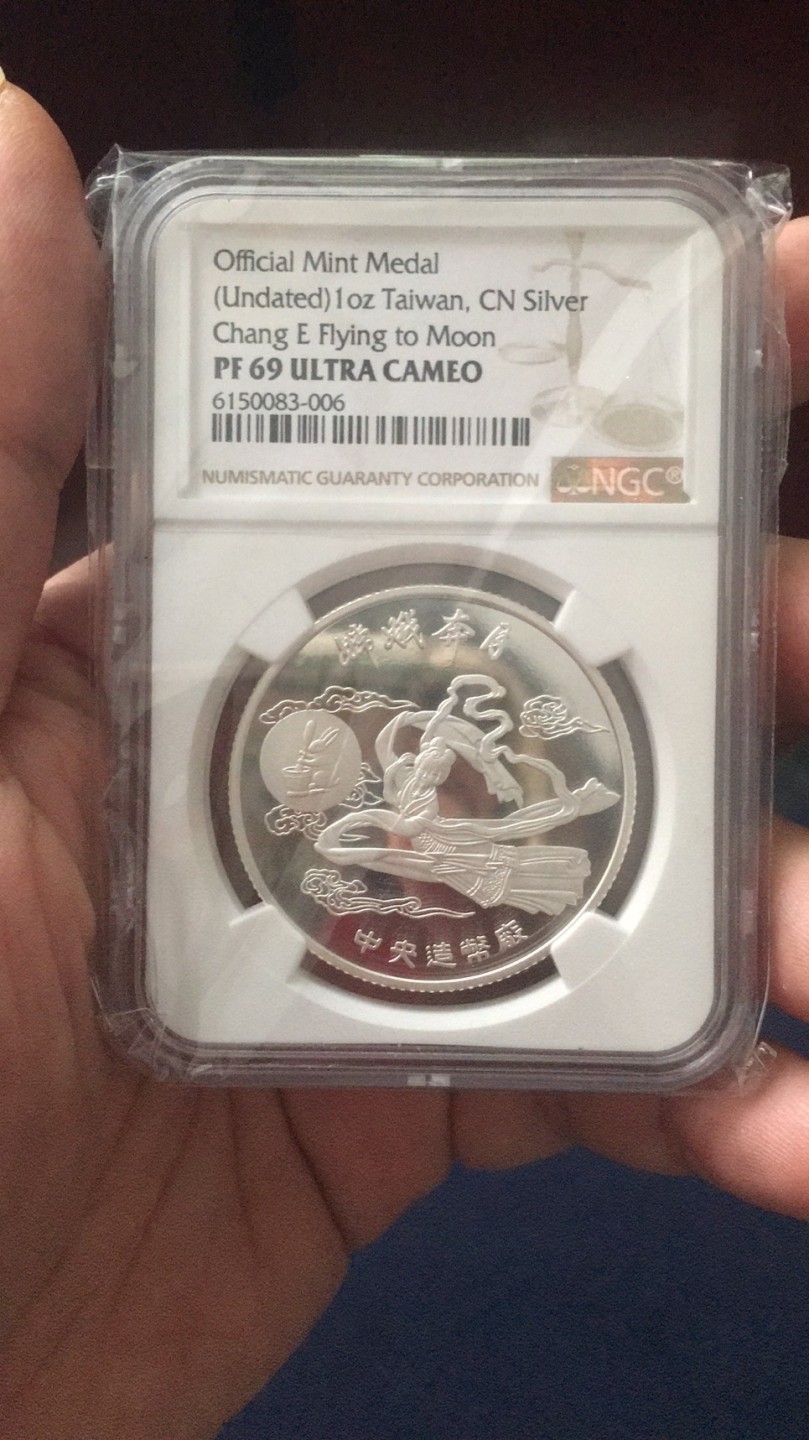 Official Mint Medal
(Undated)1oz Taiwan, CN Silver
Chang E Flying to Moon
PF 69 ULTRA CAMEO
6150083-006
NUMISMATIC GUARANTY CORPORATION
NGC®
嫦娥奔月
中央造幣廠